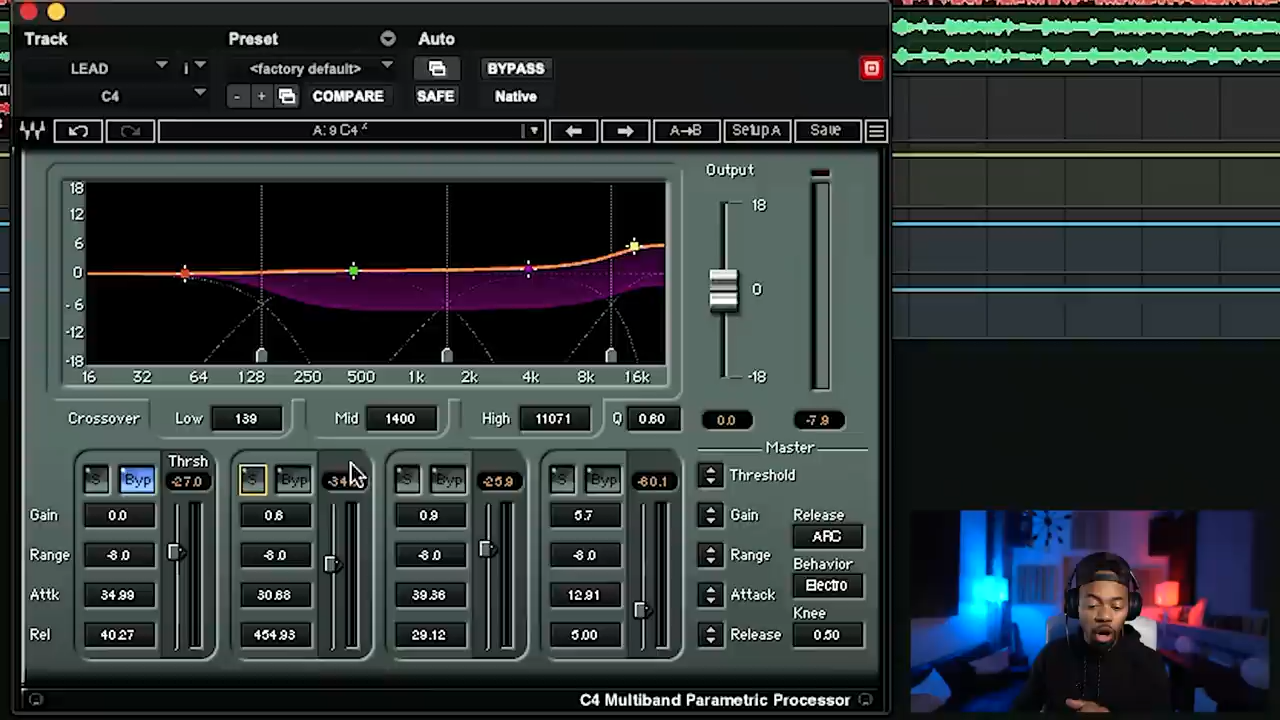 Track Preset Auto
LEAD i <factory default> BYPASS
C4 - + COMPARE SAFE Native
A: 9 C4 A→B Setup A Save
18
12
6
0
-6
-12
-18
16 32 64 128 250 500 1k 2k 4k 8k 16k
Output
18
0
-18
Crossover Low 139 Mid 1400 High 11071 Q 0.60 0.0 -7.9
Master
Thrsh
S Byp -27.0 S Byp S Byp -25.9 S Byp -60.1 Threshold
Gain 0.0 0.6 0.9 5.7 Gain Release
ARC
Range -8.0 -8.0 -8.0 -8.0 Range Behavior
Electro
Attk 34.99 30.68 39.36 12.91 Attack Knee
Rel 40.27 454.93 29.12 5.00 Release 0.50
C4 Multiband Parametric Processor